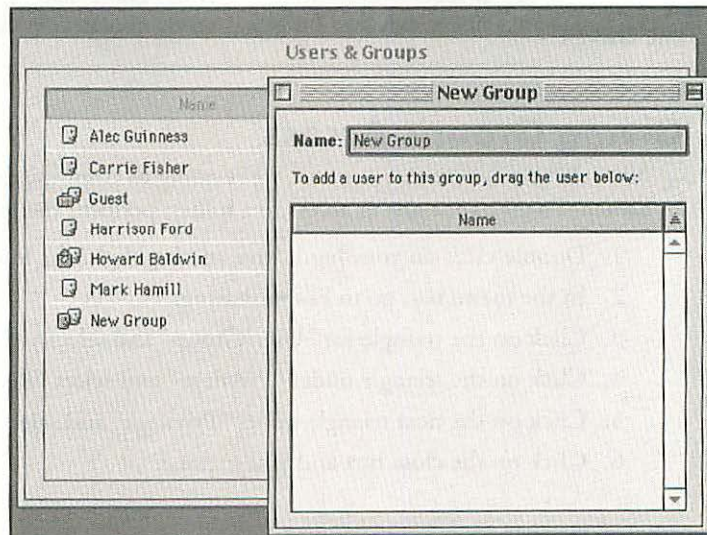 Users & Groups
Name
Alec Guinness
Carrie Fisher
Guest
Harrison Ford
Howard Baldwin
Mark Hamill
New Group
New Group
Name: New Group
To add a user to this group, drag the user below:
Name